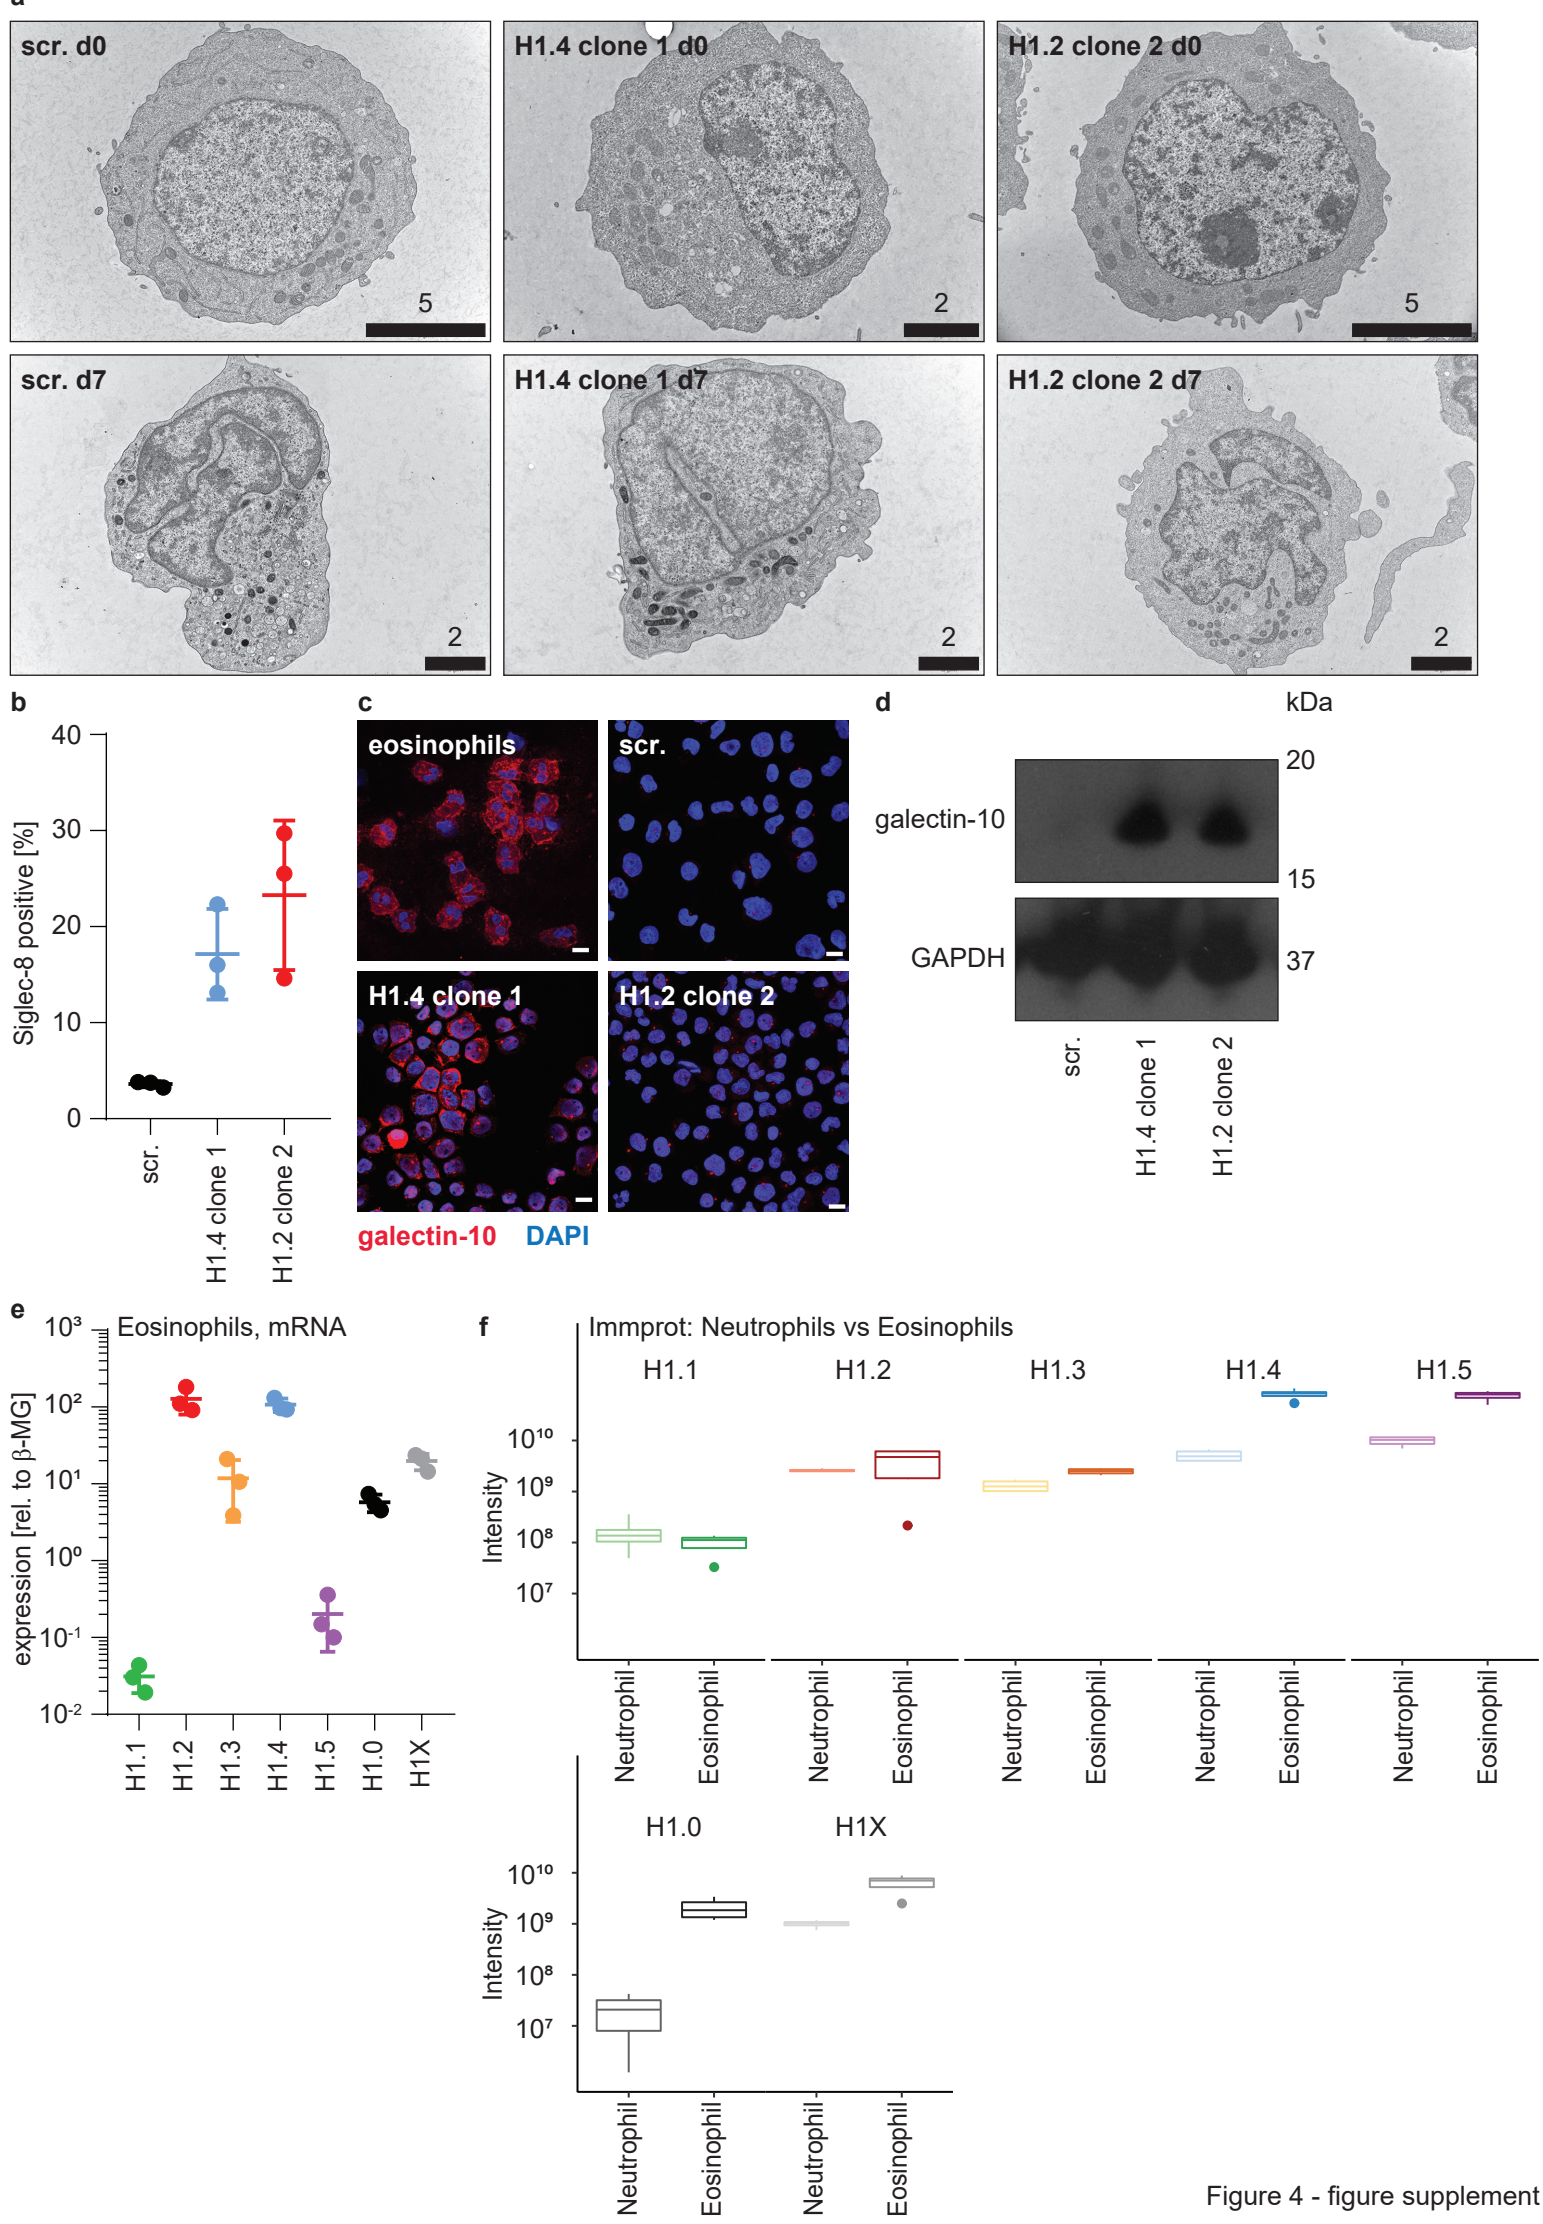 a
scr. d0
H1.4 clone 1 d0
H1.2 clone 2 d0
5
2
5
scr. d7
H1.4 clone 1 d7
H1.2 clone 2 d7
2
2
2
b
40
30
20
10
0
Siglec-8 positive [%]
scr.
H1.4 clone 1
H1.2 clone 2
c
eosinophils
scr.
H1.4 clone 1
H1.2 clone 2
galectin-10 DAPI
d
kDa
20
galectin-10
15
GAPDH
37
scr.
H1.4 clone 1
H1.2 clone 2
e
Eosinophils, mRNA
10³
10²
10¹
10⁰
10⁻¹
10⁻²
expression [rel. to β-MG]
H1.1
H1.2
H1.3
H1.4
H1.5
H1.0
H1X
f
Immprot: Neutrophils vs Eosinophils
H1.1
H1.2
H1.3
H1.4
H1.5
10¹⁰
10⁹
10⁸
10⁷
Intensity
Neutrophil
Eosinophil
Neutrophil
Eosinophil
Neutrophil
Eosinophil
Neutrophil
Eosinophil
Neutrophil
Eosinophil
H1.0
H1X
10¹⁰
10⁹
10⁸
10⁷
Intensity
Neutrophil
Eosinophil
Neutrophil
Eosinophil
Figure 4 - figure supplement